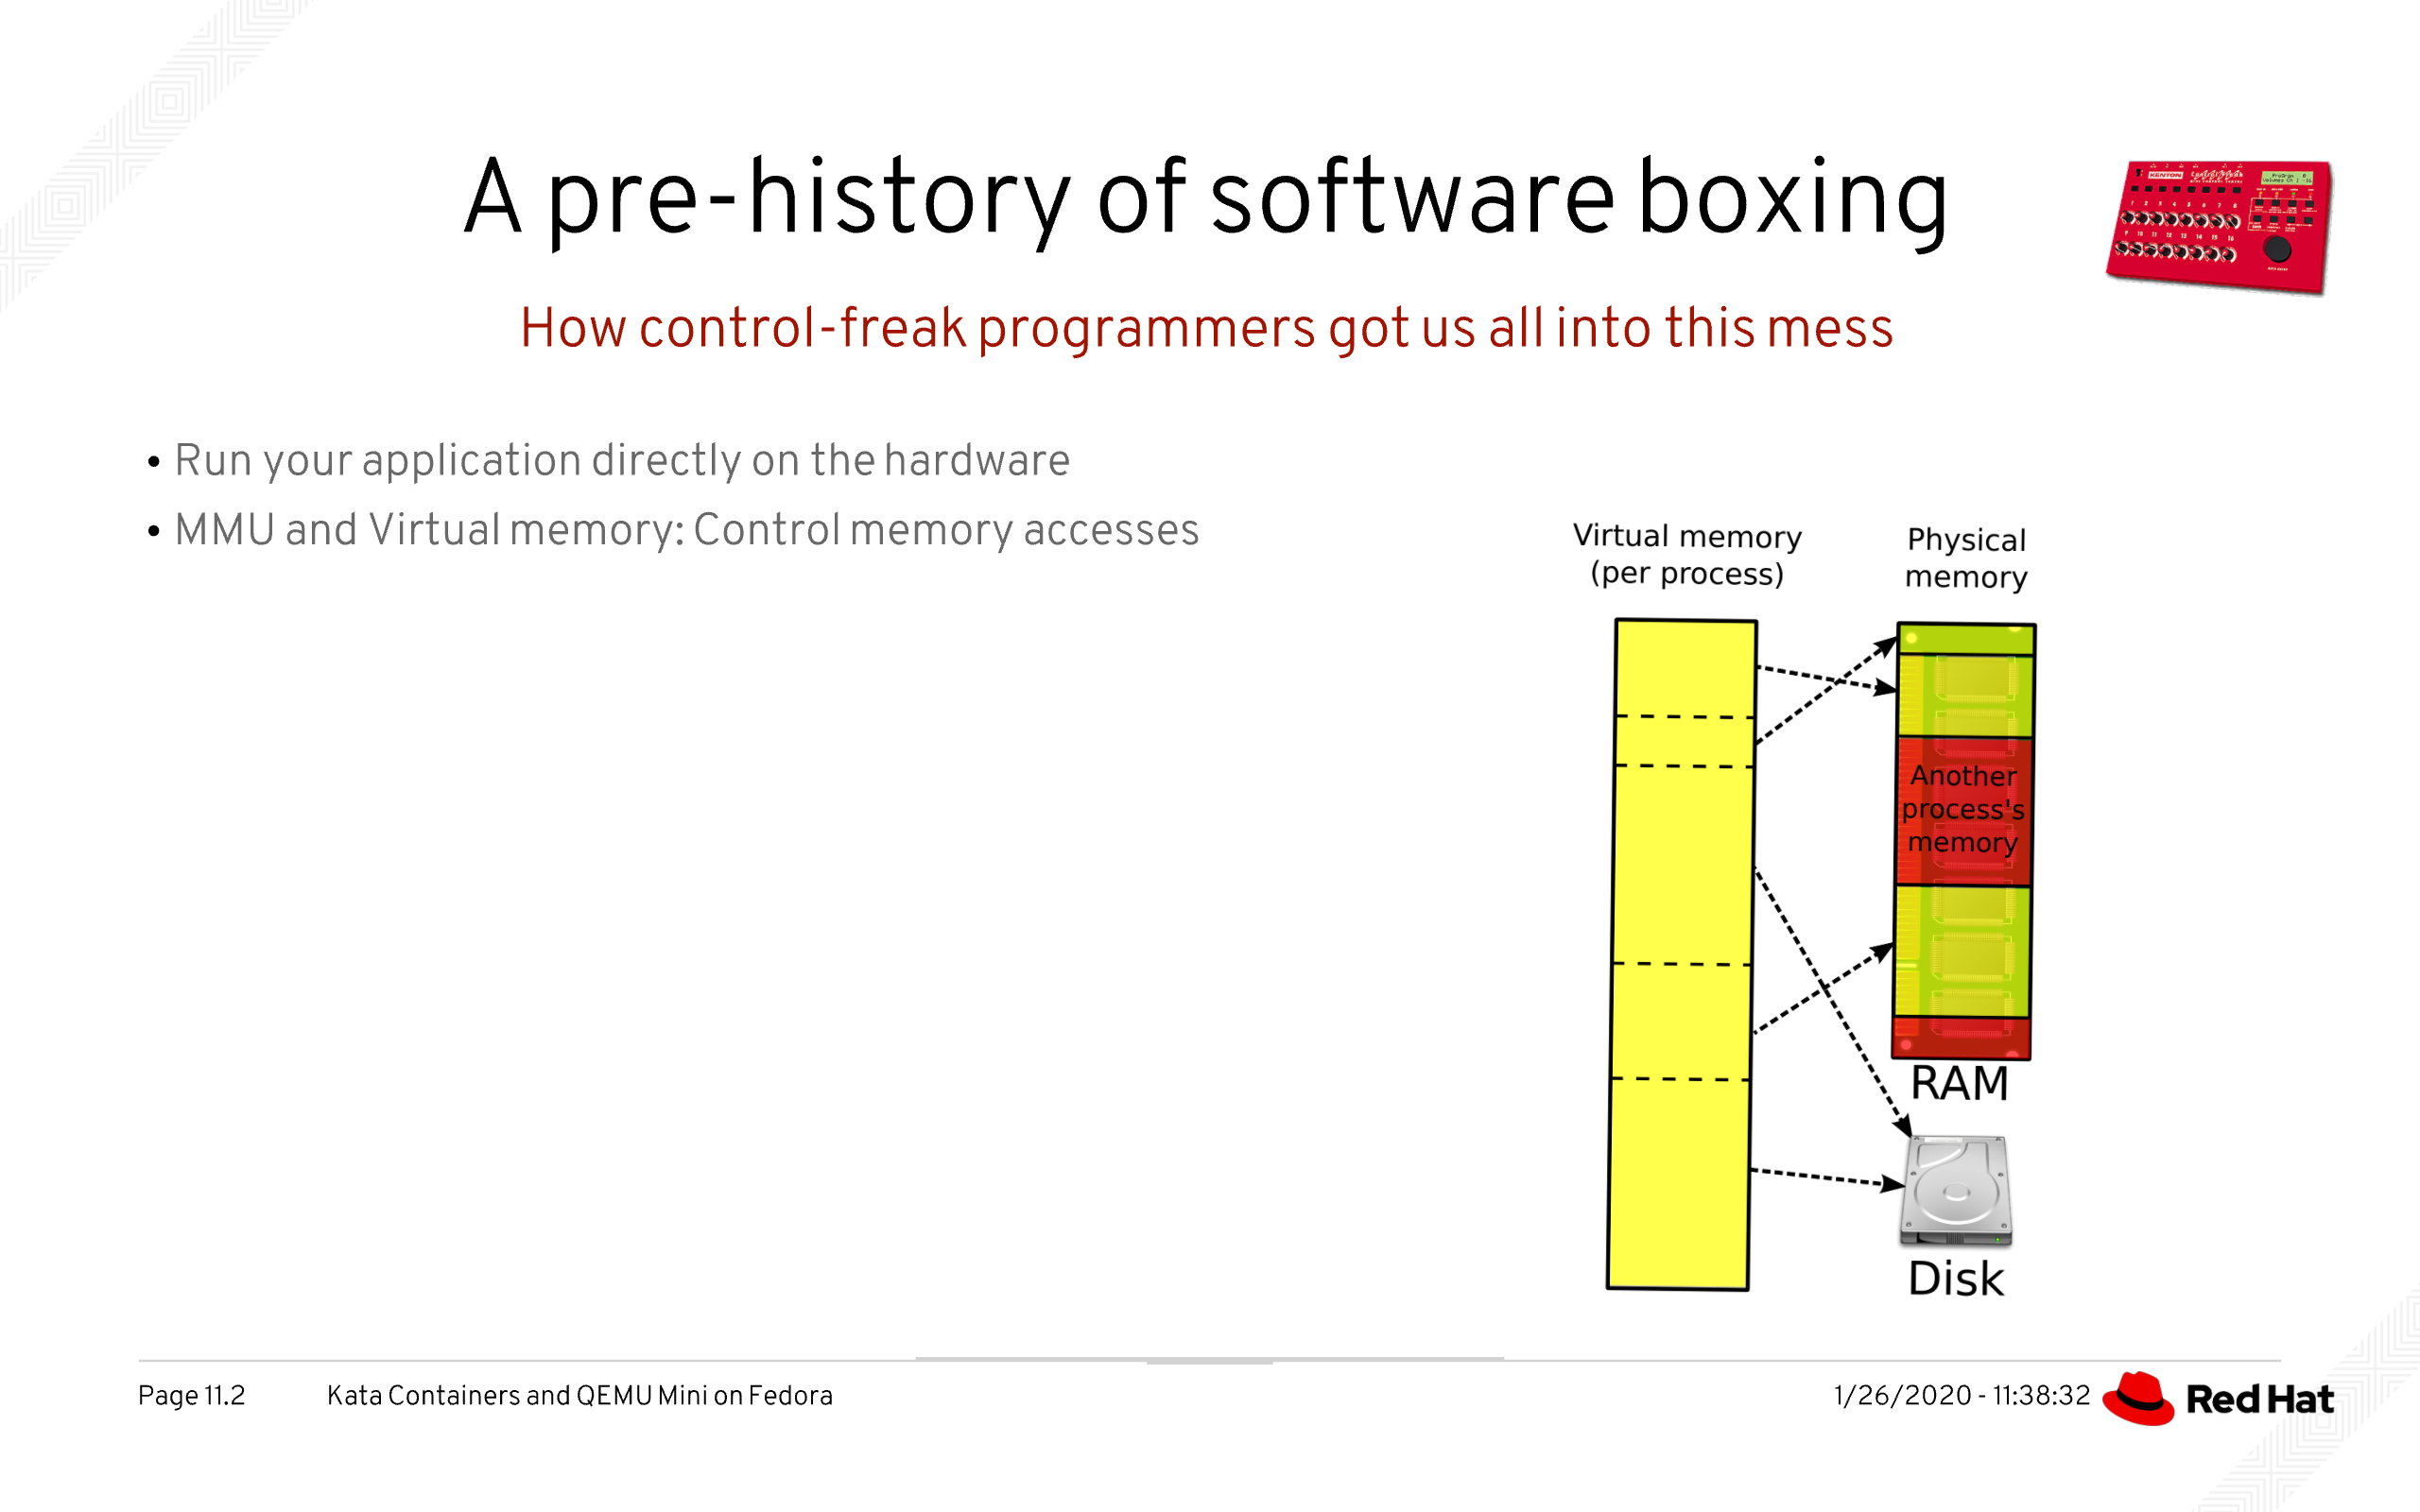 A pre-history of software boxing
KENTON
How control-freak programmers got us all into this mess
• Run your application directly on the hardware
• MMU and Virtual memory: Control memory accesses
Virtual memory
(per process)
Physical
memory
Another
process's
memory
RAM
Disk
Page 11.2
Kata Containers and QEMU Mini on Fedora
1/26/2020 - 11:38:32
Red Hat